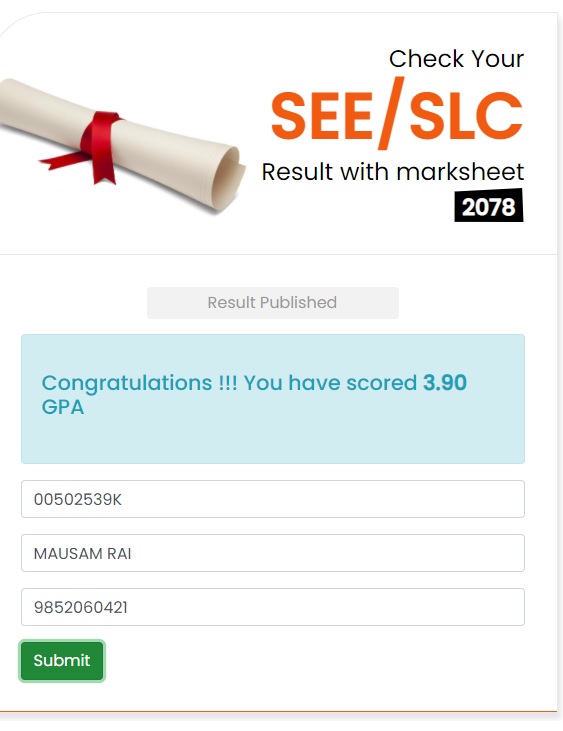 Check Your
SEE/SLC
Result with marksheet
2078
Result Published
Congratulations !!! You have scored 3.90
GPA
00502539K
MAUSAM RAI
9852060421
Submit